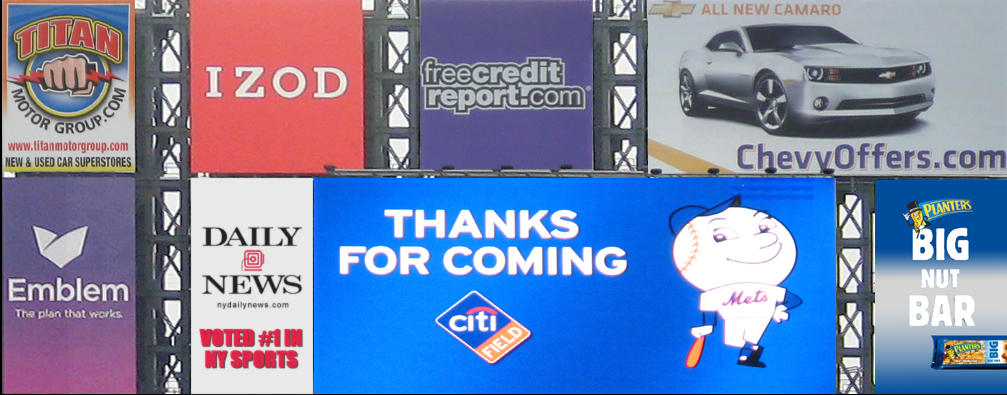 TITAN
MOTOR GROUP.COM
www.titanmotorgroup.com
NEW & USED CAR SUPERSTORES
IZOD
freecredit
report.com
ALL NEW CAMARO
ChevyOffers.com
Emblem
The plan that works.
DAILY
NEWS
nydailynews.com
VOTED #1 IN
NY SPORTS
THANKS
FOR COMING
citi
FIELD
Mets
PLANTERS
BIG
NUT
BAR
PLANTERS
BIG